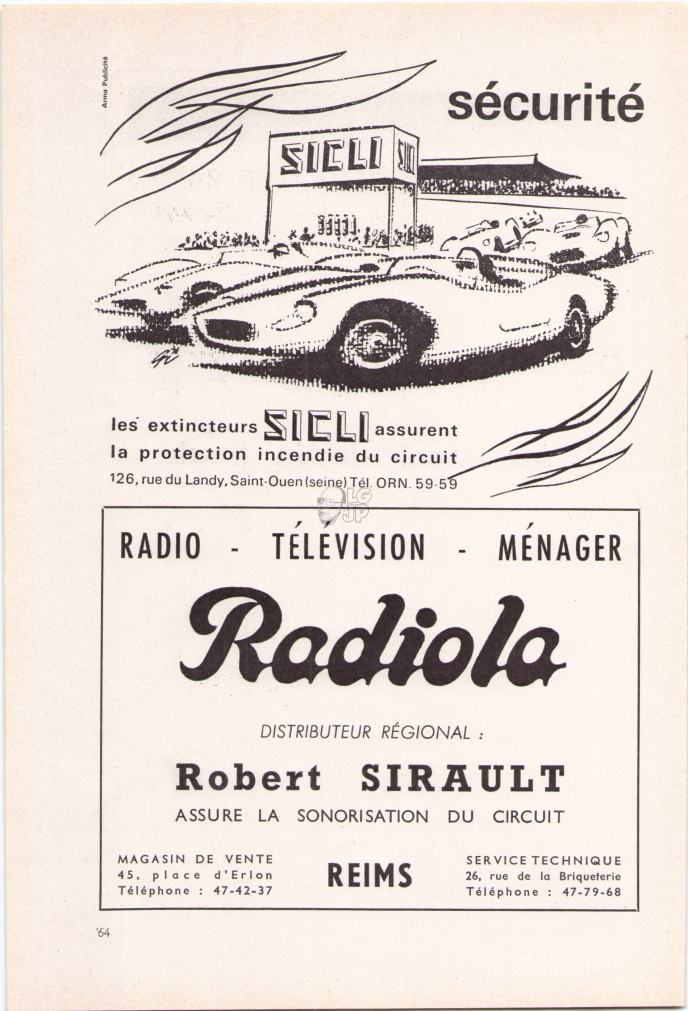 Arma Publicité
sécurité
SICLI SICLI
les extincteurs SICLI assurent
la protection incendie du circuit
126, rue du Landy, Saint-Ouen (seine) Tél. ORN. 59-59
LG
JP
RADIO - TÉLÉVISION - MÉNAGER
Radiola
DISTRIBUTEUR RÉGIONAL :
Robert SIRAULT
ASSURE LA SONORISATION DU CIRCUIT
MAGASIN DE VENTE
45, place d'Erlon
Téléphone : 47-42-37
REIMS
SERVICE TECHNIQUE
26, rue de la Briqueterie
Téléphone : 47-79-68
'64